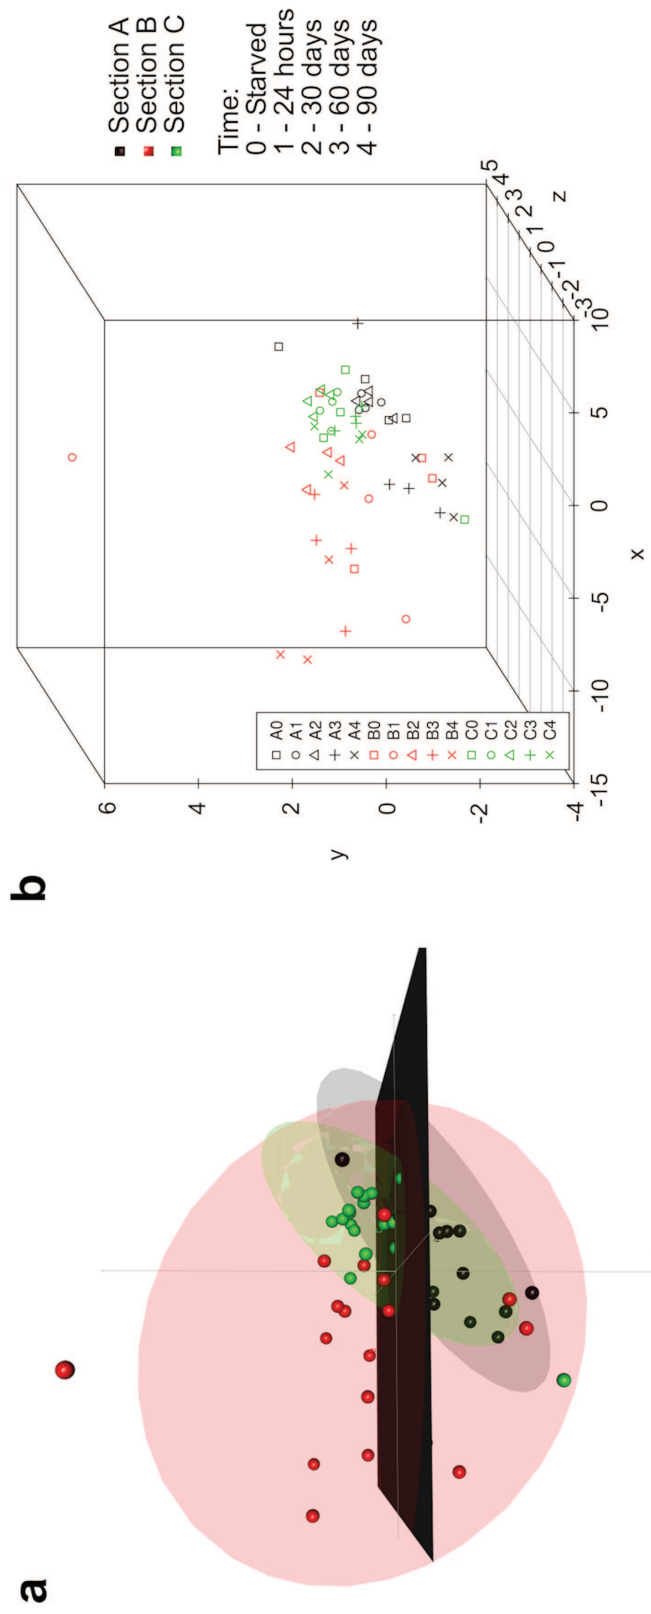 a
b
Section A
Section B
Section C
Time:
0 - Starved
1 - 24 hours
2 - 30 days
3 - 60 days
4 - 90 days
y
6
4
2
0
-2
-4
A0
A1
A2
A3
A4
B0
B1
B2
B3
B4
C0
C1
C2
C3
C4
-15
-10
-5
0
5
10
x
-3
-2
-1
0
1
2
3
4
5
z